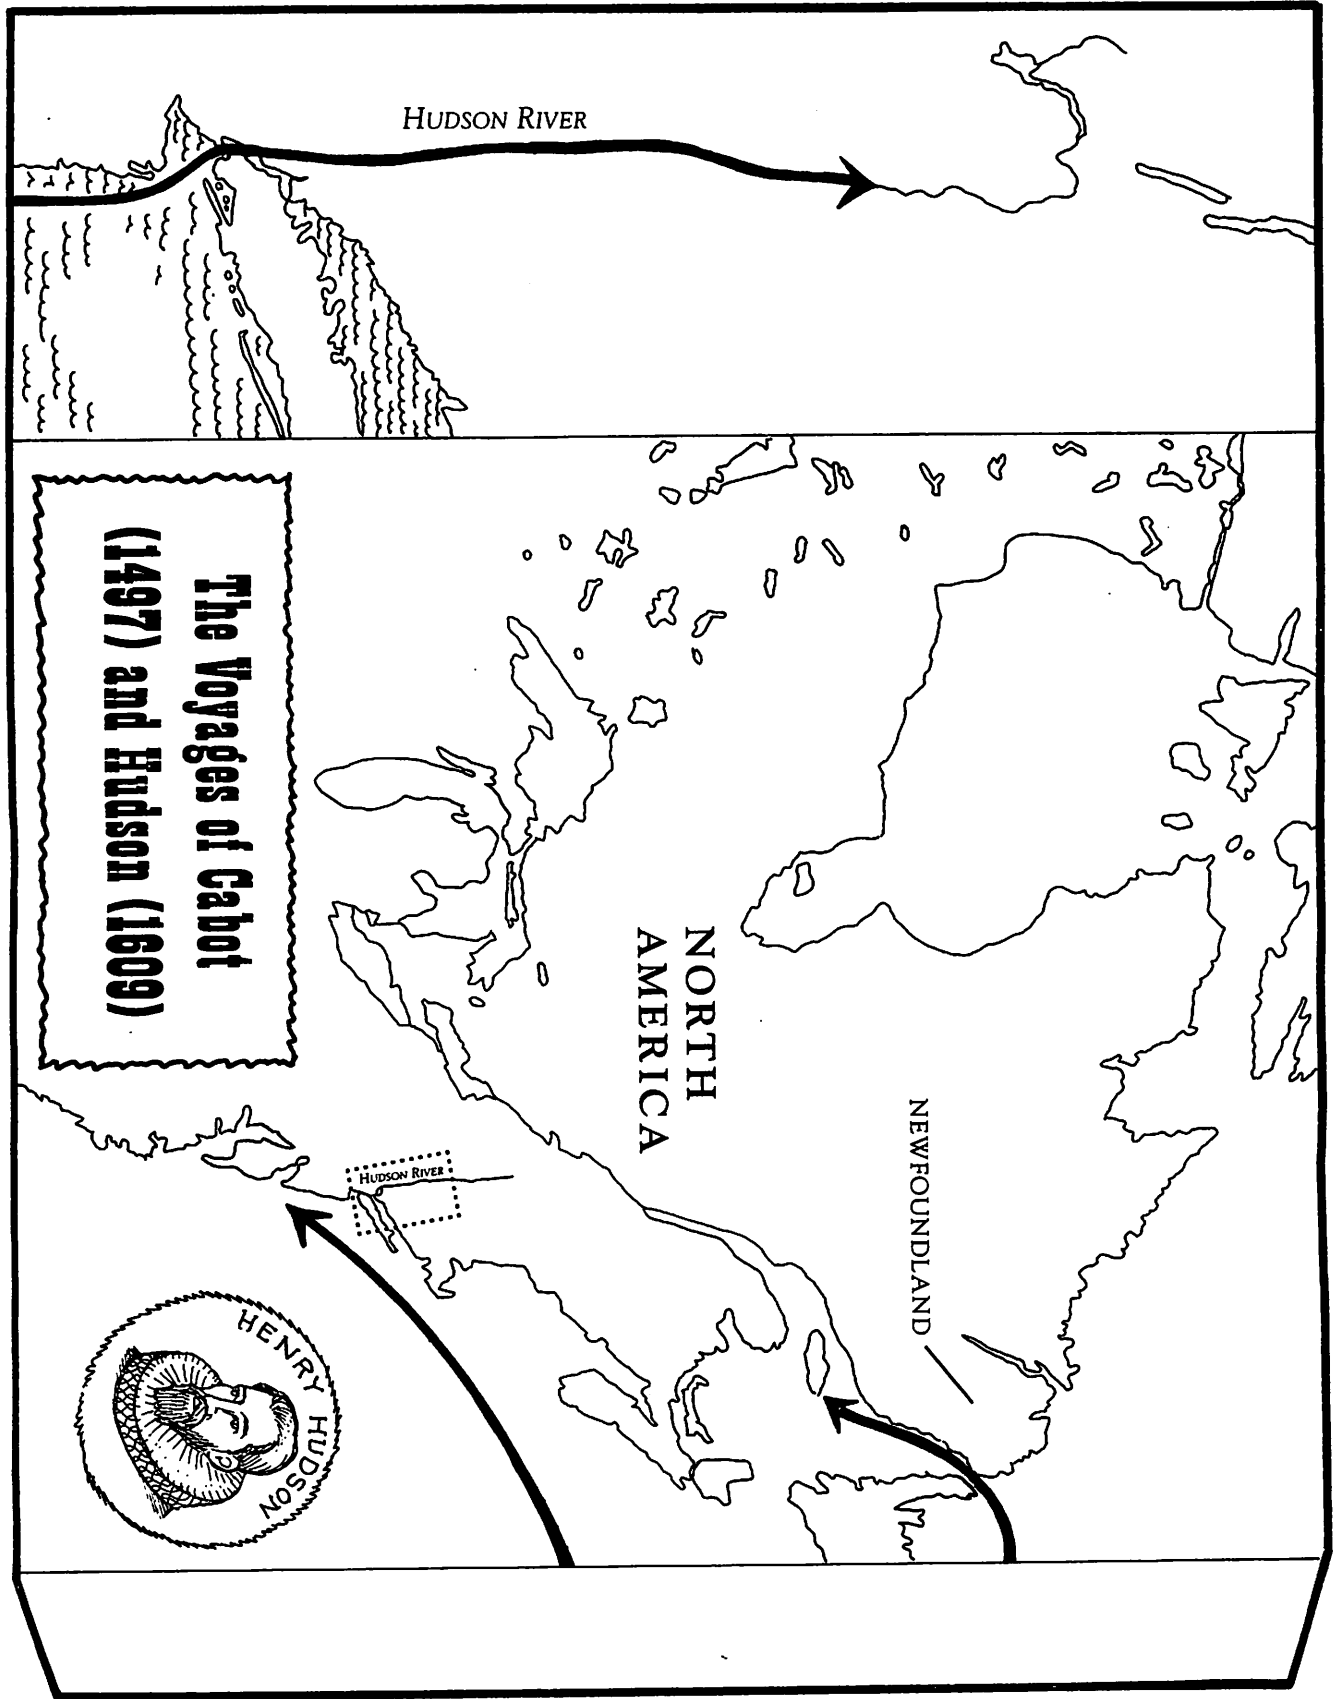 HUDSON RIVER
The Voyages of Cabot
(1497) and Hudson (1609)
NORTH
AMERICA
NEWFOUNDLAND
HUDSON RIVER
HENRY HUDSON